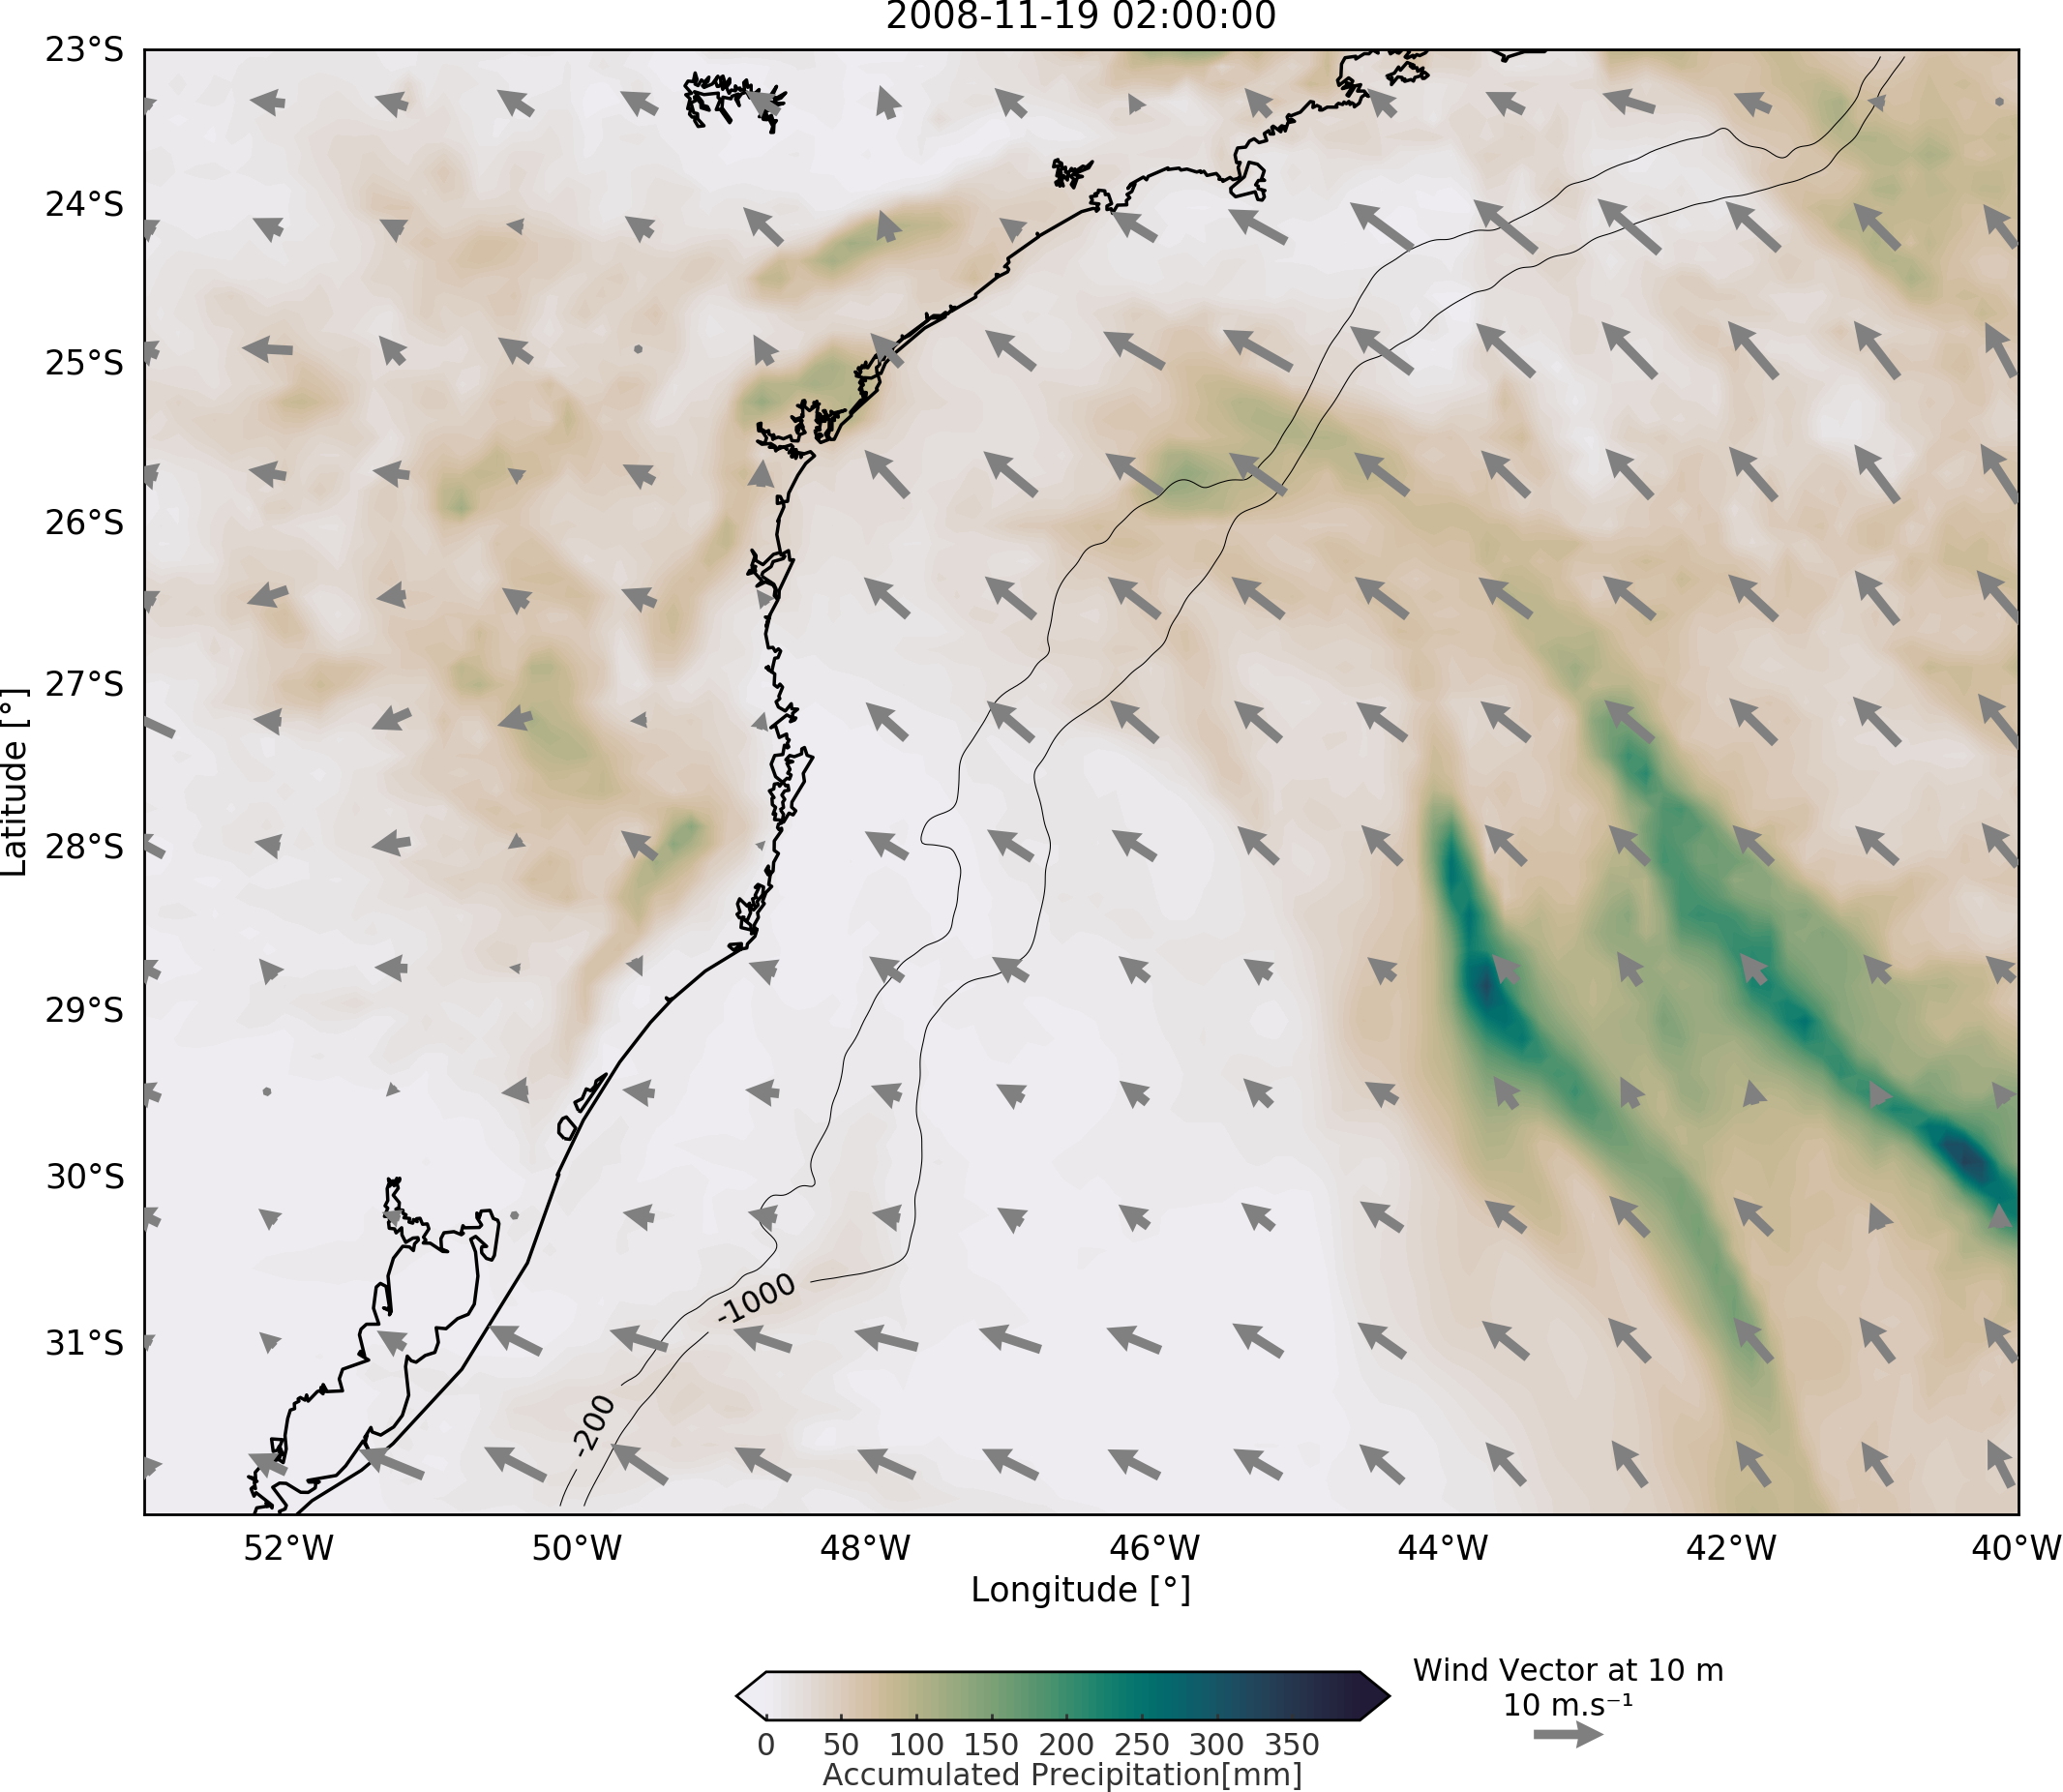 2008-11-19 02:00:00
23°S
24°S
25°S
26°S
27°S
28°S
29°S
30°S
31°S
Latitude [°]
-1000
-200
52°W 50°W 48°W 46°W 44°W 42°W 40°W
Longitude [°]
Wind Vector at 10 m
10 m.s⁻¹
0 50 100 150 200 250 300 350
Accumulated Precipitation[mm]